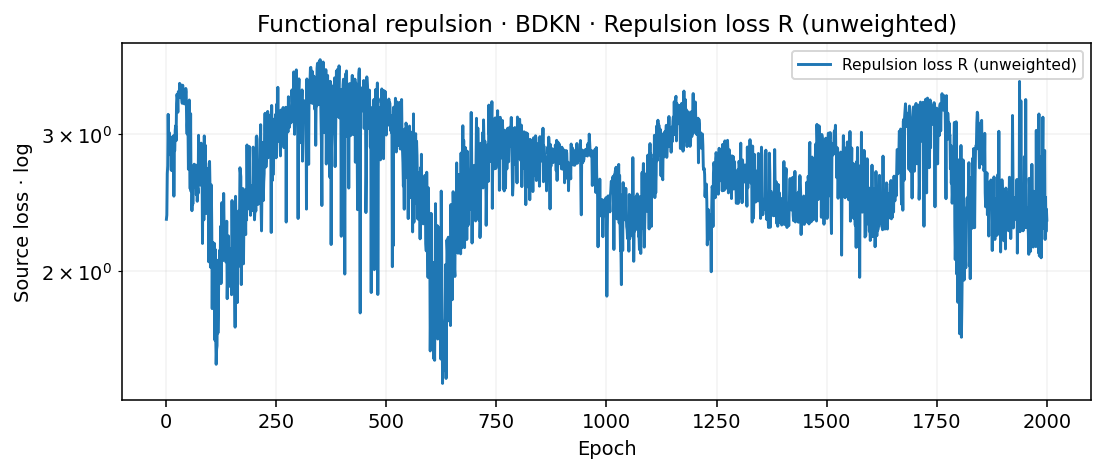 Functional repulsion · BDKN · Repulsion loss R (unweighted)
Repulsion loss R (unweighted)
Source loss · log
3 × 10⁰
2 × 10⁰
0 250 500 750 1000 1250 1500 1750 2000
Epoch